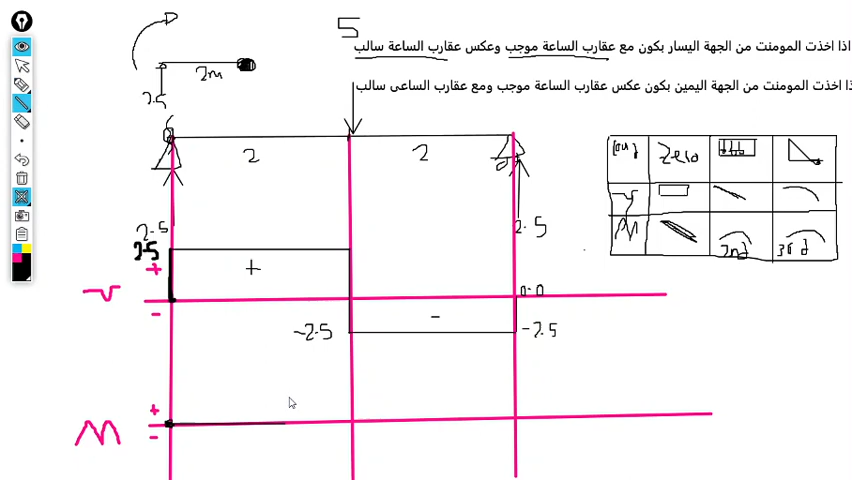 5
اذا اخذت المومنت من الجهة اليسار بكون مع عقارب الساعة موجب وعكس عقارب الساعة سالب
2m
2.5
ذا اخذت المومنت من الجهة اليمين بكون عكس عقارب الساعة موجب ومع عقارب الساعى سالب
2 2
Zero
2.5 2.5
2.5
V
M 2nd 3rd
+ +
0.0
V
- -
-2.5 -2.5
+
M -